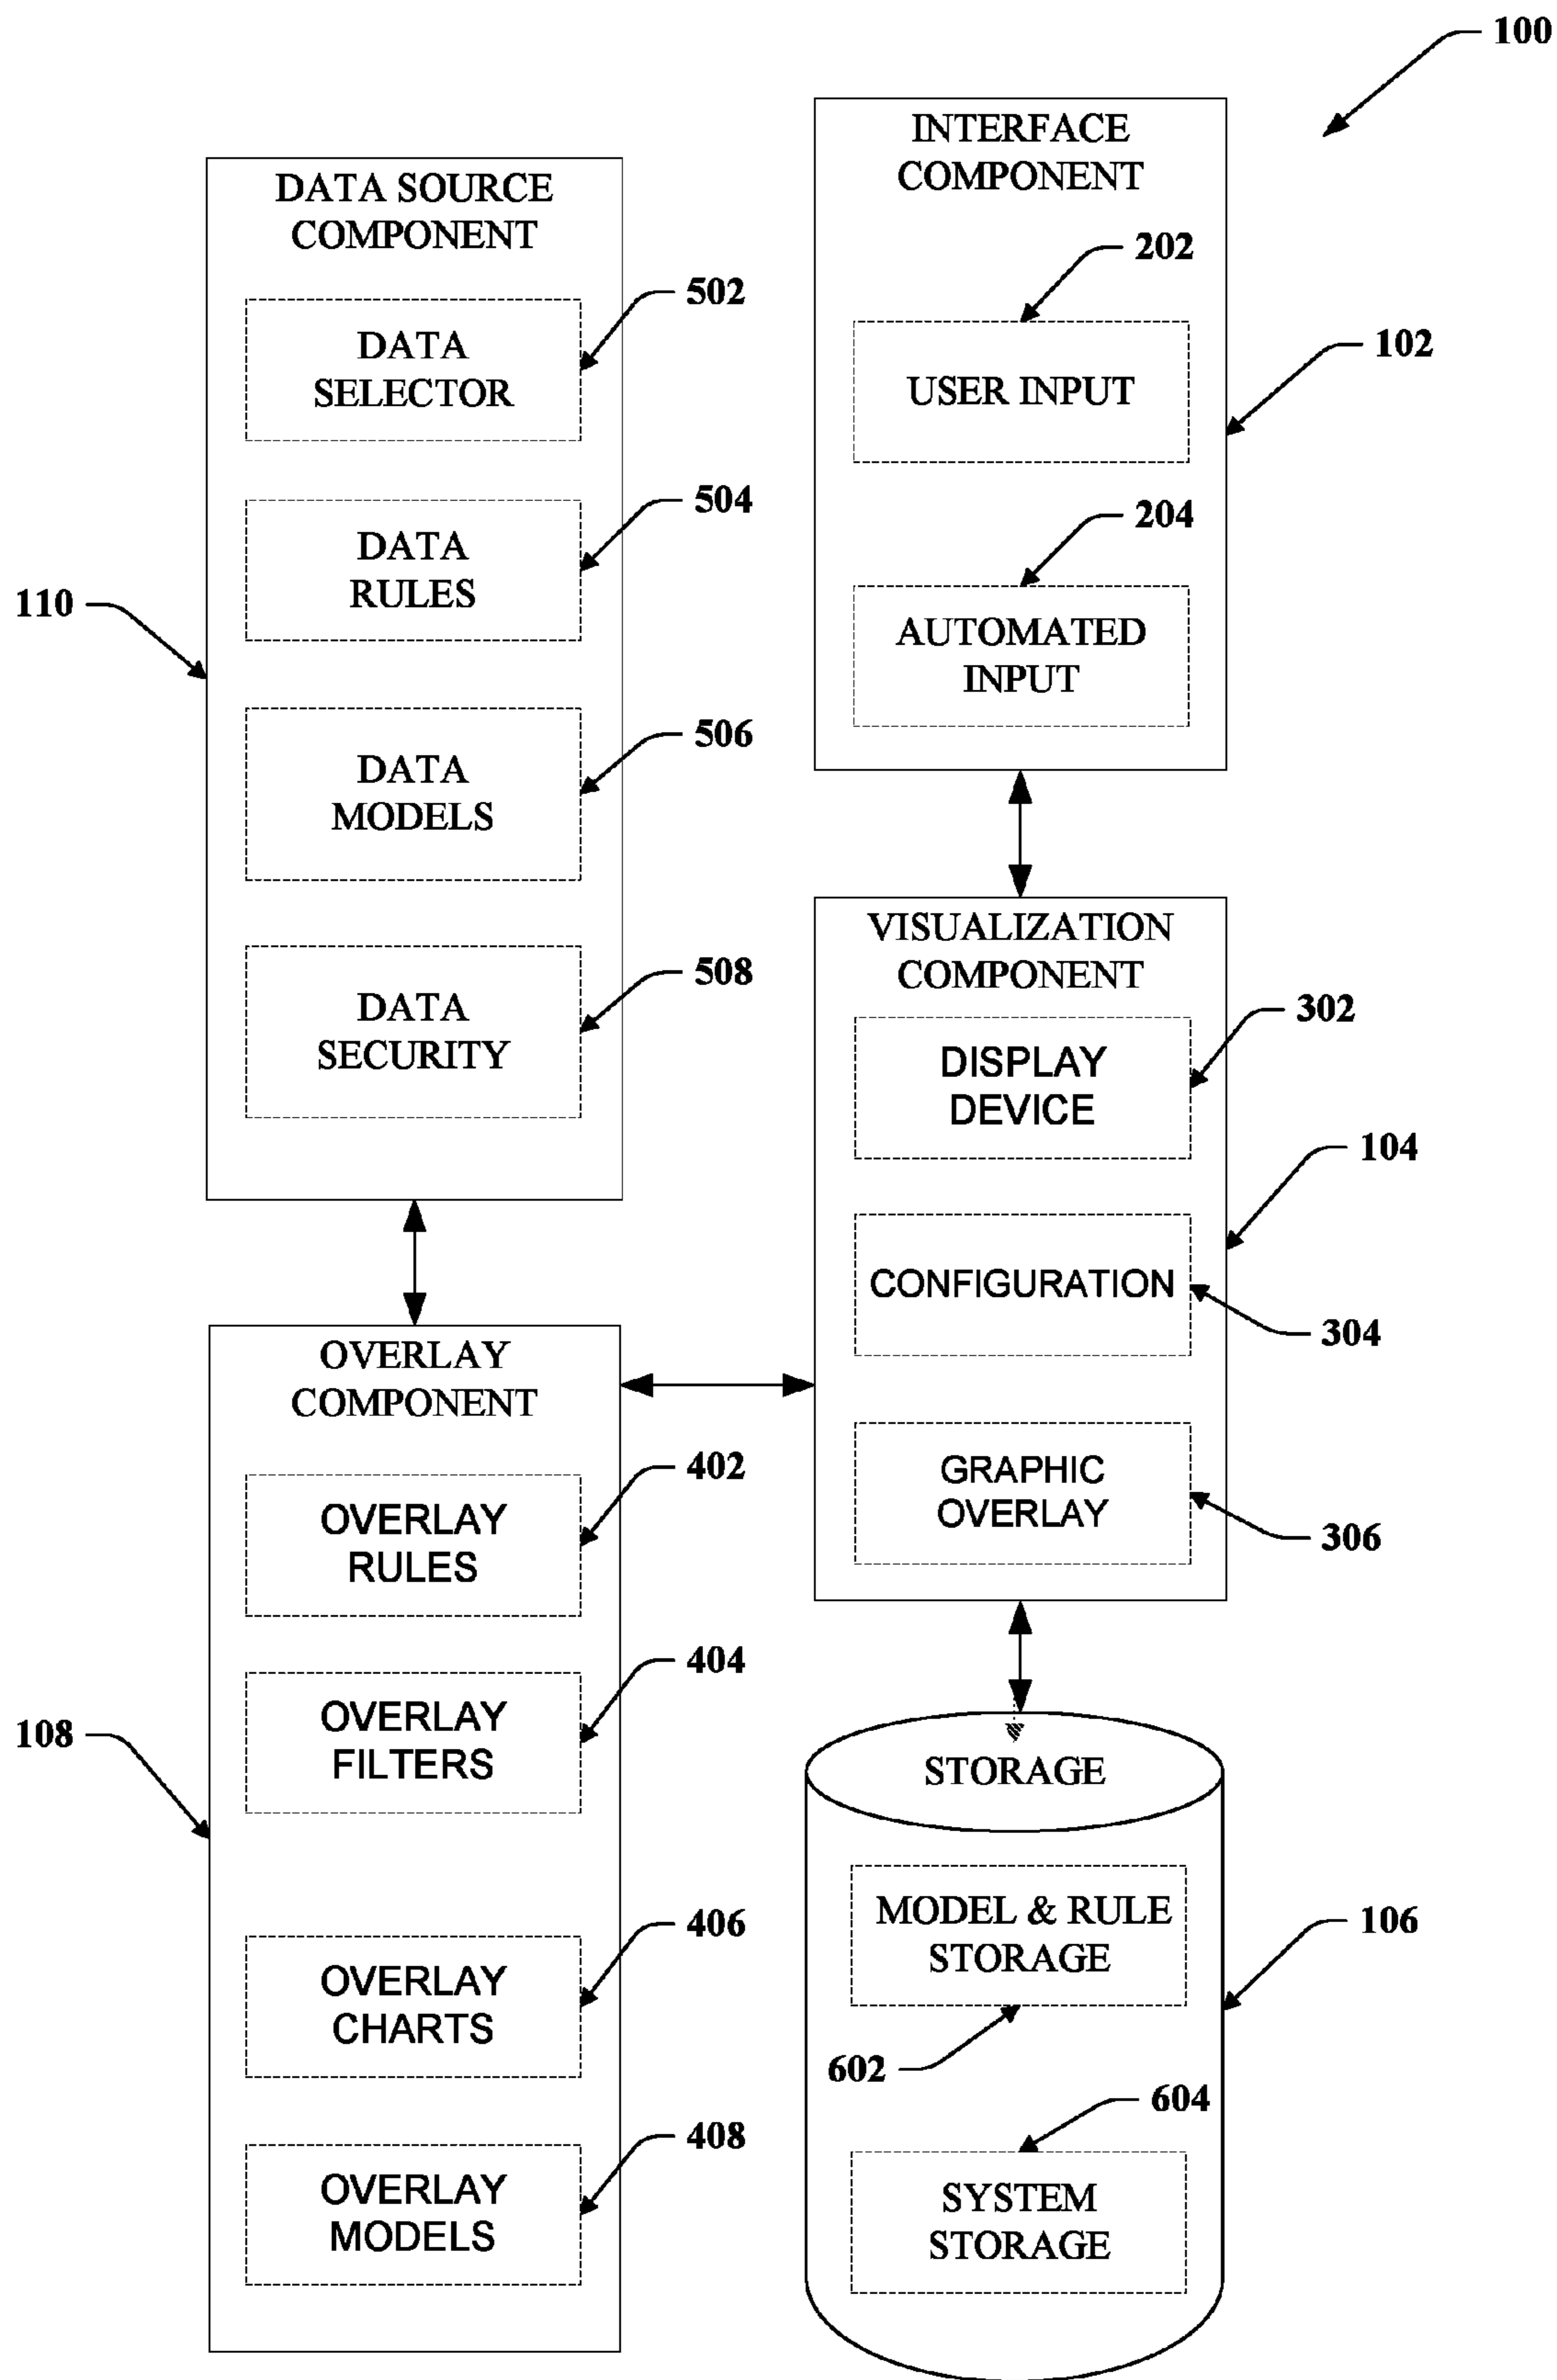 100
INTERFACE
COMPONENT
202
USER INPUT
102
204
AUTOMATED
INPUT
DATA SOURCE
COMPONENT
502
DATA
SELECTOR
504
DATA
RULES
110
506
DATA
MODELS
508
DATA
SECURITY
VISUALIZATION
COMPONENT
302
DISPLAY
DEVICE
104
CONFIGURATION
304
GRAPHIC
OVERLAY
306
OVERLAY
COMPONENT
402
OVERLAY
RULES
404
OVERLAY
FILTERS
108
406
OVERLAY
CHARTS
408
OVERLAY
MODELS
STORAGE
MODEL & RULE
STORAGE
106
602
604
SYSTEM
STORAGE